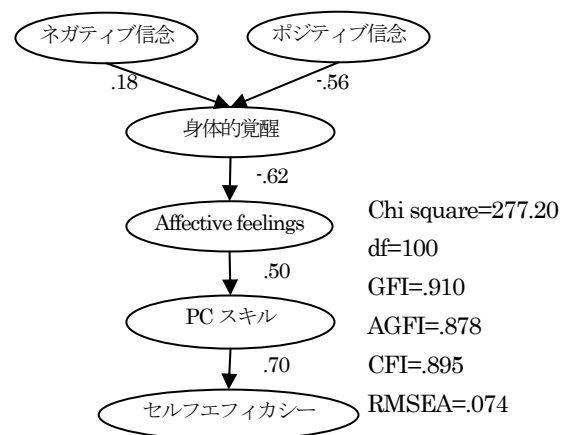 ネガティブ信念
ポジティブ信念
.18
-.56
身体的覚醒
-.62
Affective feelings
.50
PC スキル
.70
セルフエフィカシー
Chi square=277.20
df=100
GFI=.910
AGFI=.878
CFI=.895
RMSEA=.074